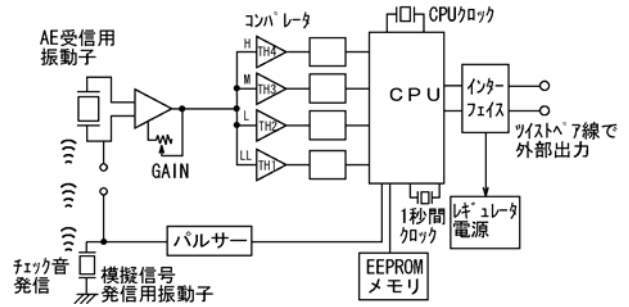 コンパレータ
CPUクロック
AE受信用
振動子
H
TH4
M
TH3
L
TH2
LL
TH1
GAIN
CPU
インター
フェイス
ツイストペア線で
外部出力
1秒間
クロック
レギュレータ
電源
パルサー
EEPROM
メモリ
チェック音
発信
模擬信号
発信用振動子